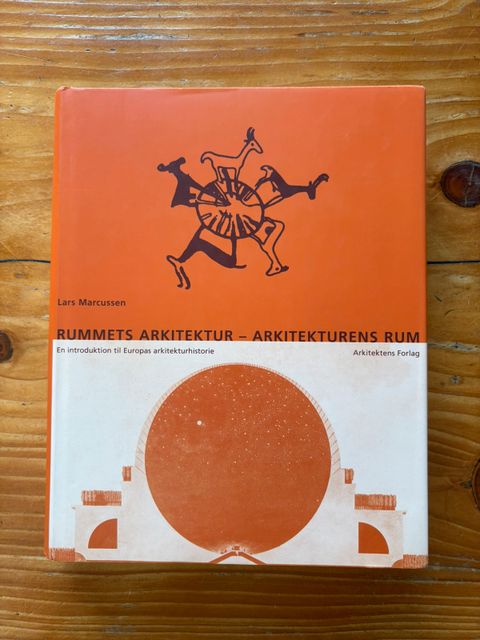 Lars Marcussen
RUMMETS ARKITEKTUR – ARKITEKTURENS RUM
En introduktion til Europas arkitekturhistorie Arkitektens Forlag